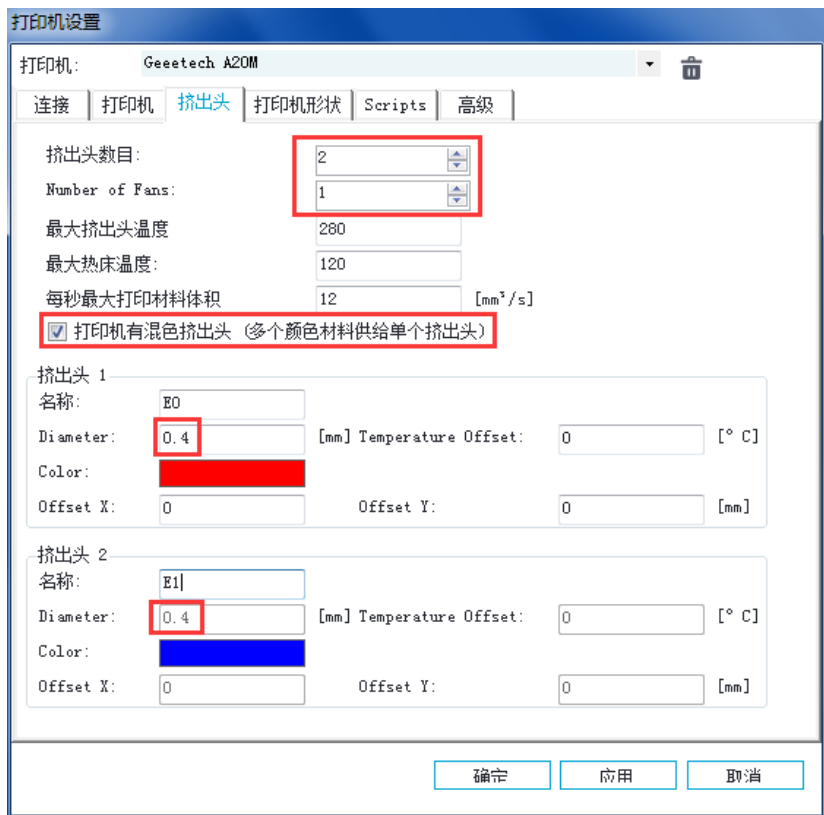 打印机设置
打印机: Geeetech A20M
连接 打印机 挤出头 打印机形状 Scripts 高级
挤出头数目: 2
Number of Fans: 1
最大挤出头温度 280
最大热床温度: 120
每秒最大打印材料体积 12 [mm³/s]
打印机有混色挤出头 (多个颜色材料供给单个挤出头)
挤出头 1
名称: E0
Diameter: 0.4 [mm] Temperature Offset: 0 [° C]
Color:
Offset X: 0 Offset Y: 0 [mm]
挤出头 2
名称: E1
Diameter: 0.4 [mm] Temperature Offset: 0 [° C]
Color:
Offset X: 0 Offset Y: 0 [mm]
确定 应用 取消